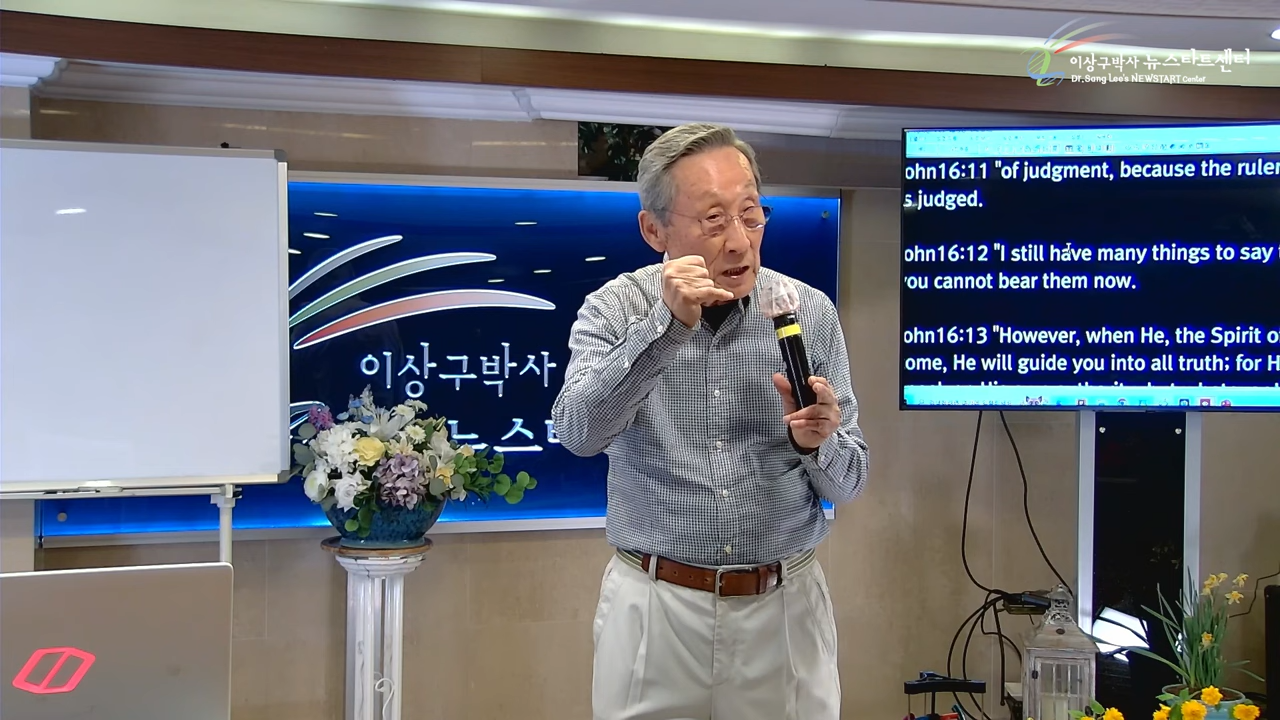 이상구박사 뉴스타트센터
Dr. Sang Lee's NEWSTART Center
ohn16:11 "of judgment, because the ruler
s judged.
ohn16:12 "I still have many things to say
you cannot bear them now.
ohn16:13 "However, when He, the Spirit of
ome, He will guide you into all truth; for H
이상구박사
뉴스